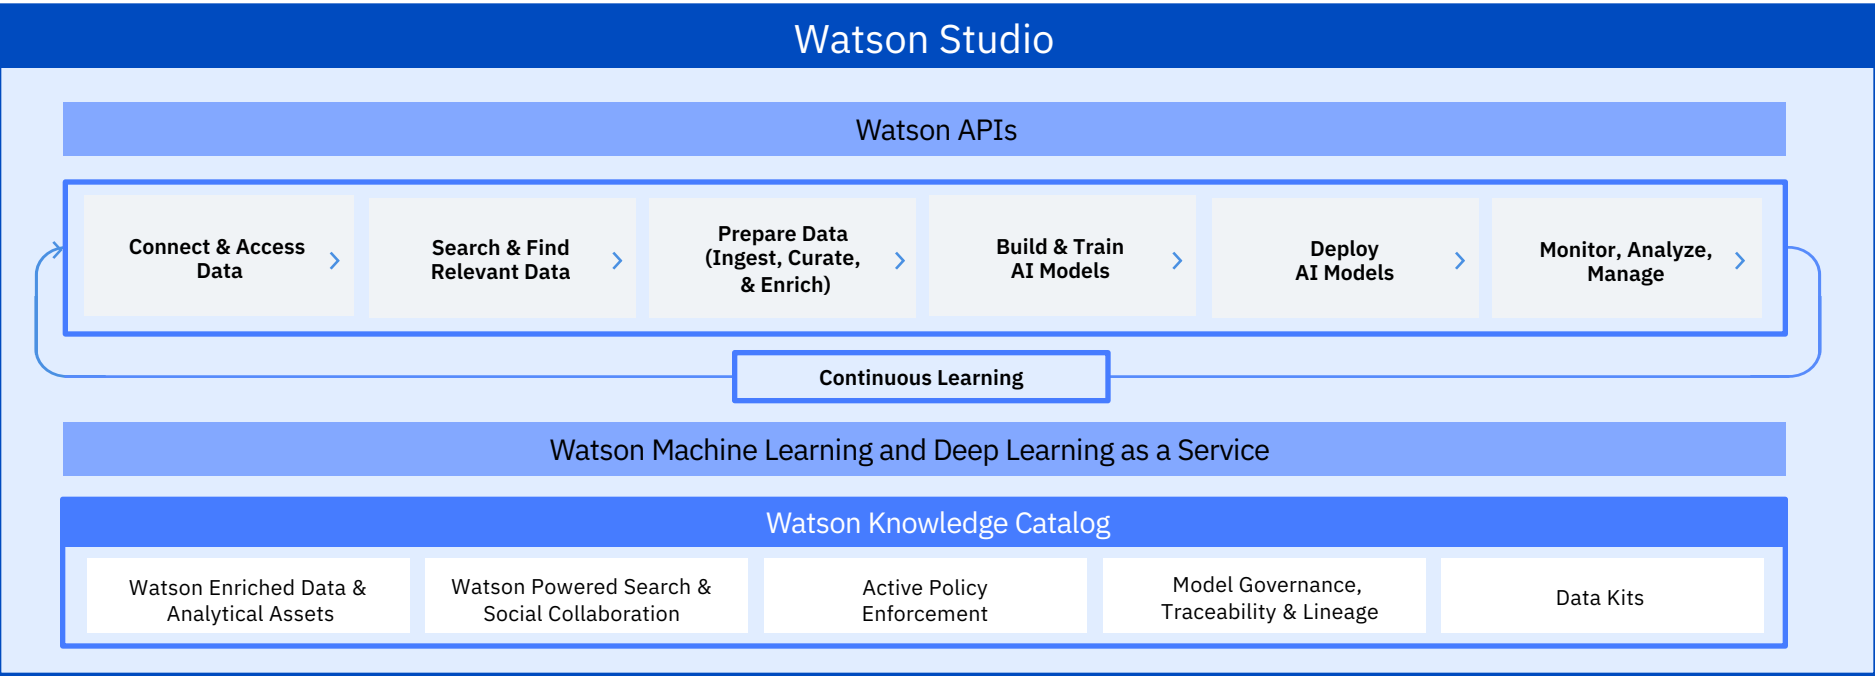 Watson Studio
Watson APIs
Connect & Access
Data
Search & Find
Relevant Data
Prepare Data
(Ingest, Curate,
& Enrich)
Build & Train
AI Models
Deploy
AI Models
Monitor, Analyze,
Manage
Continuous Learning
Watson Machine Learning and Deep Learning as a Service
Watson Knowledge Catalog
Watson Enriched Data &
Analytical Assets
Watson Powered Search &
Social Collaboration
Active Policy
Enforcement
Model Governance,
Traceability & Lineage
Data Kits